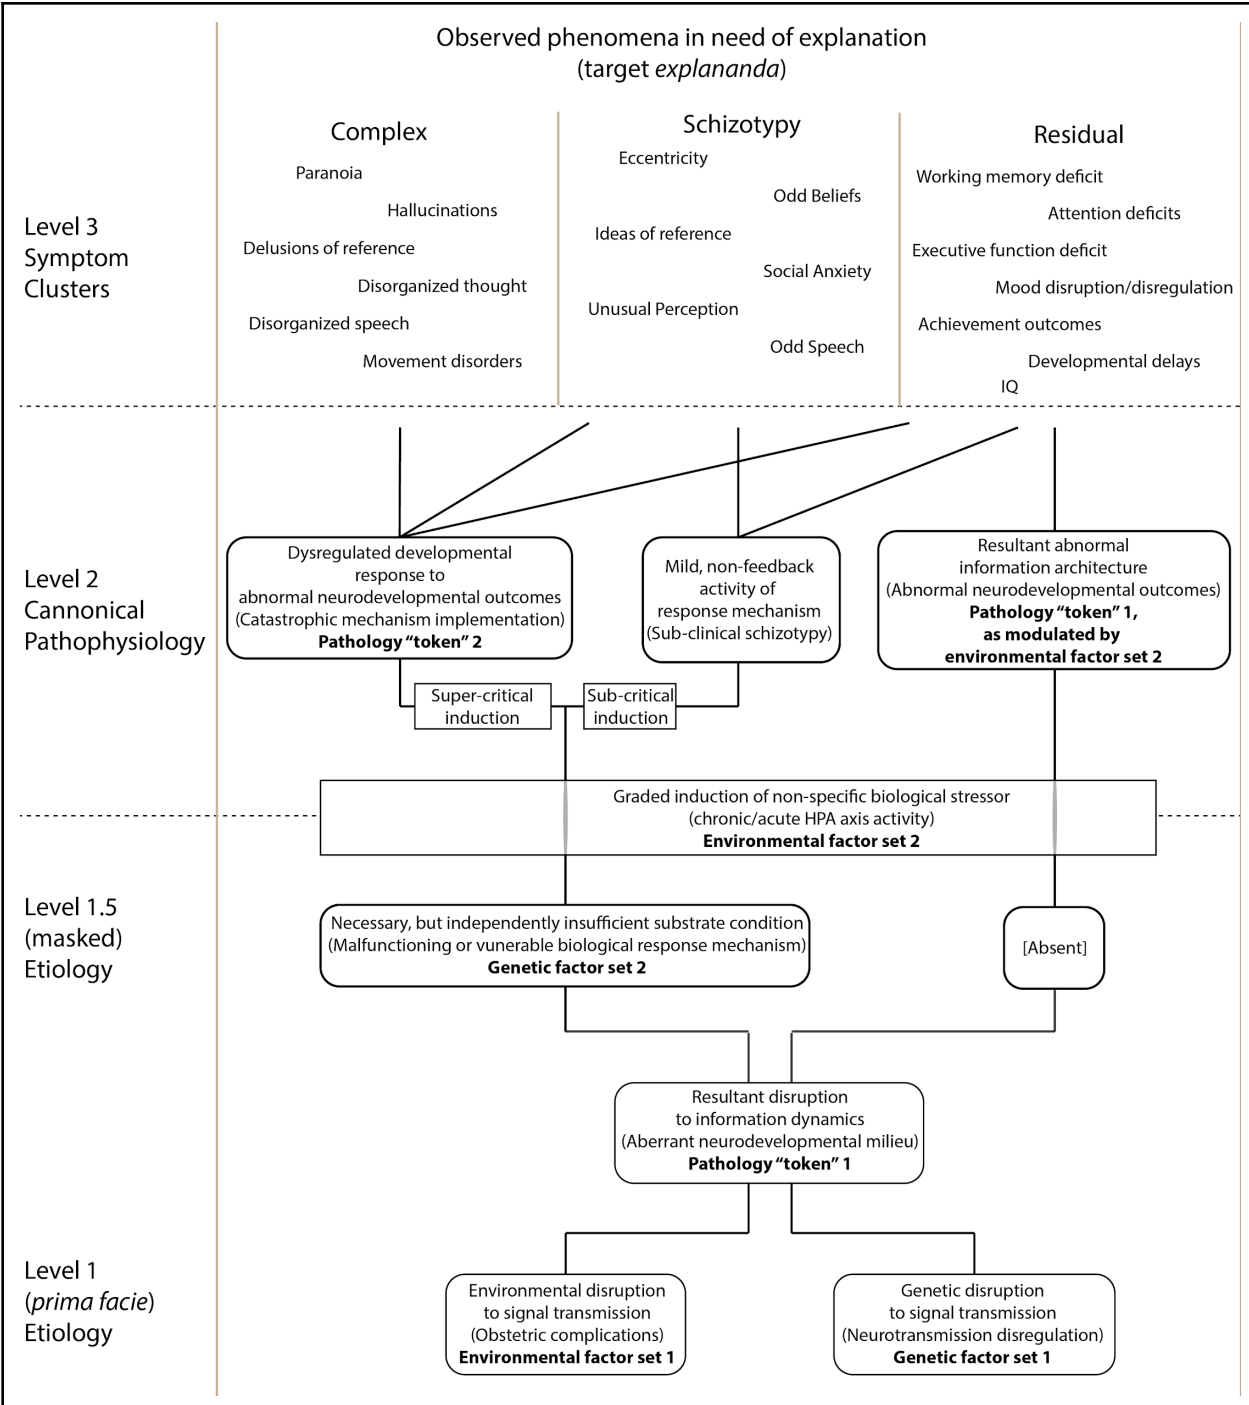 Observed phenomena in need of explanation
(target explananda)
Complex
Schizotypy
Residual
Level 3
Symptom
Clusters
Paranoia
Hallucinations
Delusions of reference
Disorganized thought
Disorganized speech
Movement disorders
Eccentricity
Odd Beliefs
Ideas of reference
Social Anxiety
Unusual Perception
Odd Speech
Working memory deficit
Attention deficits
Executive function deficit
Mood disruption/disregulation
Achievement outcomes
Developmental delays
IQ
Level 2
Cannonical
Pathophysiology
Dysregulated developmental
response to
abnormal neurodevelopmental outcomes
(Catastrophic mechanism implementation)
Pathology “token” 2
Mild, non-feedback
activity of
response mechanism
(Sub-clinical schizotypy)
Resultant abnormal
information architecture
(Abnormal neurodevelopmental outcomes)
Pathology “token” 1,
as modulated by
environmental factor set 2
Super-critical
induction
Sub-critical
induction
Graded induction of non-specific biological stressor
(chronic/acute HPA axis activity)
Environmental factor set 2
Level 1.5
(masked)
Etiology
Necessary, but independently insufficient substrate condition
(Malfunctioning or vunerable biological response mechanism)
Genetic factor set 2
[Absent]
Resultant disruption
to information dynamics
(Aberrant neurodevelopmental milieu)
Pathology “token” 1
Level 1
(prima facie)
Etiology
Environmental disruption
to signal transmission
(Obstetric complications)
Environmental factor set 1
Genetic disruption
to signal transmission
(Neurotransmission disregulation)
Genetic factor set 1